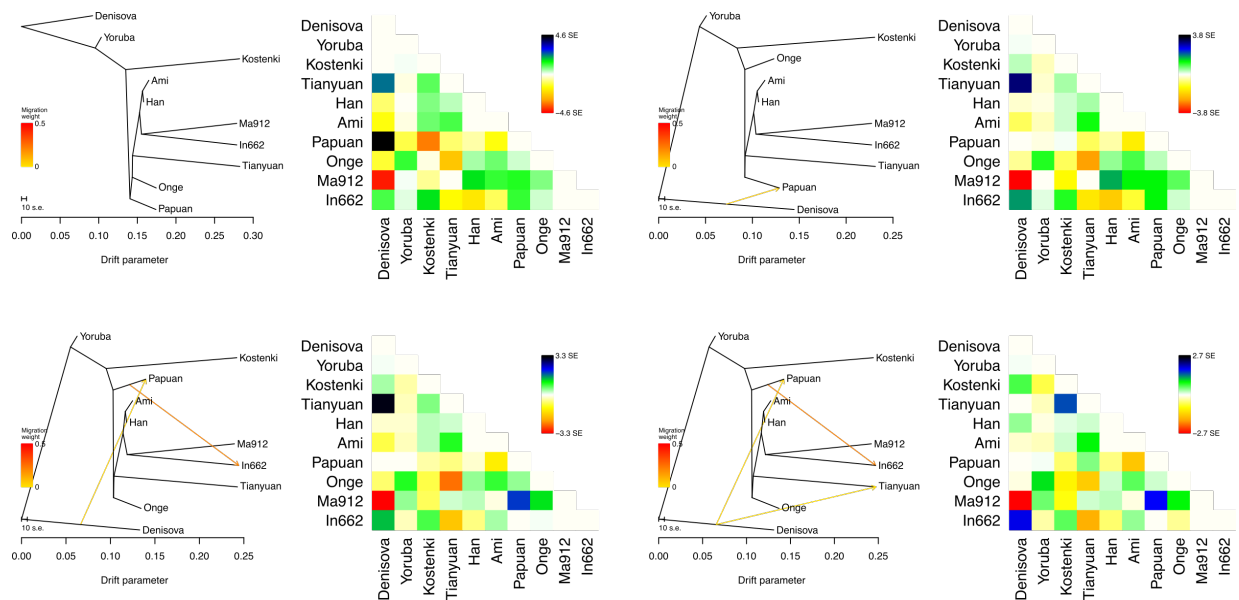 Denisova
Yoruba
Kostenki
Ami
Han
Ma912
In662
Tianyuan
Onge
Papuan
Migration
weight
0.5
0
10 s.e.
0.00 0.05 0.10 0.15 0.20 0.25 0.30
Drift parameter
Denisova
Yoruba
Kostenki
Tianyuan
Han
Ami
Papuan
Onge
Ma912
In662
Denisova Yoruba Kostenki Tianyuan Han Ami Papuan Onge Ma912 In662
4.6 SE
−4.6 SE
Yoruba
Kostenki
Onge
Ami
Han
Ma912
In662
Tianyuan
Papuan
Denisova
Migration
weight
0.5
0
10 s.e.
0.00 0.05 0.10 0.15 0.20 0.25
Drift parameter
Denisova
Yoruba
Kostenki
Tianyuan
Han
Ami
Papuan
Onge
Ma912
In662
Denisova Yoruba Kostenki Tianyuan Han Ami Papuan Onge Ma912 In662
3.8 SE
−3.8 SE
Yoruba
Kostenki
Papuan
Ami
Han
Ma912
In662
Tianyuan
Onge
Denisova
Migration
weight
0.5
0
10 s.e.
0.00 0.05 0.10 0.15 0.20 0.25
Drift parameter
Denisova
Yoruba
Kostenki
Tianyuan
Han
Ami
Papuan
Onge
Ma912
In662
Denisova Yoruba Kostenki Tianyuan Han Ami Papuan Onge Ma912 In662
3.3 SE
−3.3 SE
Yoruba
Kostenki
Papuan
Ami
Han
Ma912
In662
Tianyuan
Onge
Denisova
Migration
weight
0.5
0
10 s.e.
0.00 0.05 0.10 0.15 0.20 0.25
Drift parameter
Denisova
Yoruba
Kostenki
Tianyuan
Han
Ami
Papuan
Onge
Ma912
In662
Denisova Yoruba Kostenki Tianyuan Han Ami Papuan Onge Ma912 In662
2.7 SE
−2.7 SE